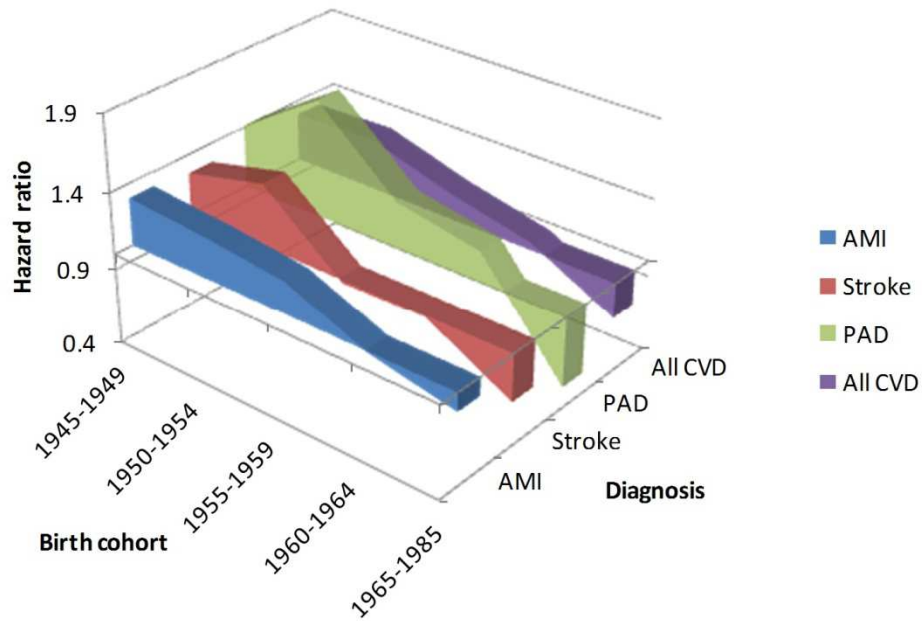 1.9
1.4
0.9
0.4
Hazard ratio
1945-1949
1950-1954
1955-1959
1960-1964
1965-1985
Birth cohort
AMI
Stroke
PAD
All CVD
Diagnosis
AMI
Stroke
PAD
All CVD